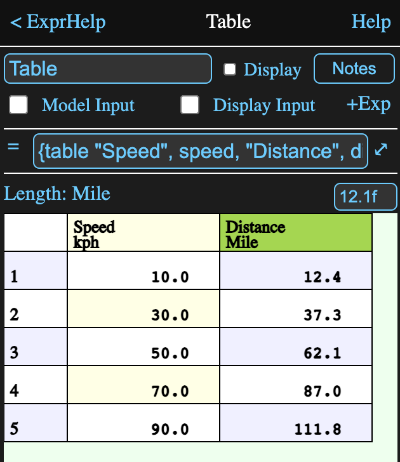 < ExprHelp Table Help
Table Display Notes
Model Input Display Input +Exp
= {table "Speed", speed, "Distance", d
Length: Mile 12.1f
Speed Distance
kph Mile
1 10.0 12.4
2 30.0 37.3
3 50.0 62.1
4 70.0 87.0
5 90.0 111.8